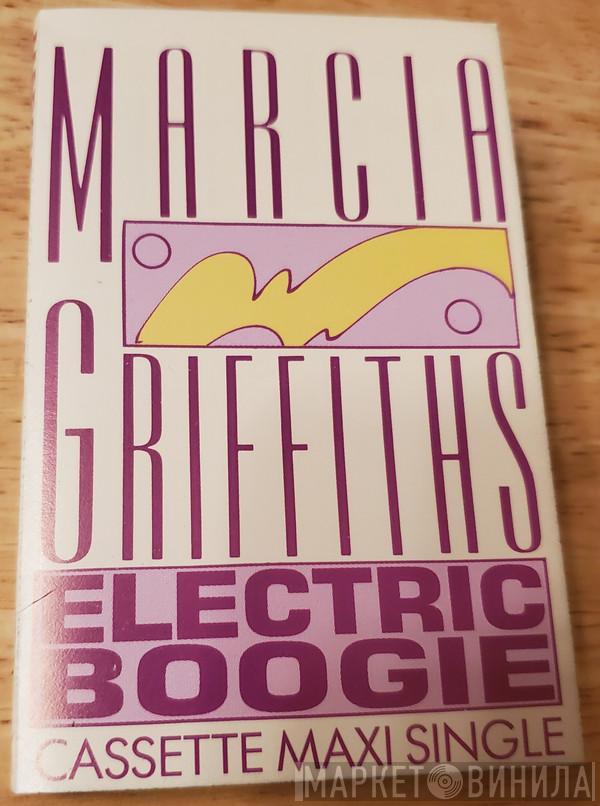 MARCIA
GRIFFITHS
ELECTRIC
BOOGIE
CASSETTE MAXI SINGLE
МАРКЕТ ВИНИЛА